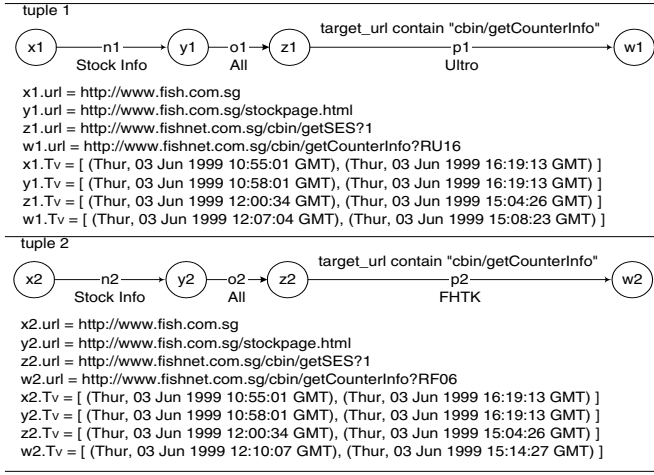 tuple 1
target_url contain "cbin/getCounterInfo"
x1 n1 y1 o1 z1 p1 w1
Stock Info All Ultro
x1.url = http://www.fish.com.sg
y1.url = http://www.fish.com.sg/stockpage.html
z1.url = http://www.fishnet.com.sg/cbin/getSES?1
w1.url = http://www.fishnet.com.sg/cbin/getCounterInfo?RU16
x1.Tv = [ (Thur, 03 Jun 1999 10:55:01 GMT), (Thur, 03 Jun 1999 16:19:13 GMT) ]
y1.Tv = [ (Thur, 03 Jun 1999 10:58:01 GMT), (Thur, 03 Jun 1999 16:19:13 GMT) ]
z1.Tv = [ (Thur, 03 Jun 1999 12:00:34 GMT), (Thur, 03 Jun 1999 15:04:26 GMT) ]
w1.Tv = [ (Thur, 03 Jun 1999 12:07:04 GMT), (Thur, 03 Jun 1999 15:08:23 GMT) ]
tuple 2
target_url contain "cbin/getCounterInfo"
x2 n2 y2 o2 z2 p2 w2
Stock Info All FHTK
x2.url = http://www.fish.com.sg
y2.url = http://www.fish.com.sg/stockpage.html
z2.url = http://www.fishnet.com.sg/cbin/getSES?1
w2.url = http://www.fishnet.com.sg/cbin/getCounterInfo?RF06
x2.Tv = [ (Thur, 03 Jun 1999 10:55:01 GMT), (Thur, 03 Jun 1999 16:19:13 GMT) ]
y2.Tv = [ (Thur, 03 Jun 1999 10:58:01 GMT), (Thur, 03 Jun 1999 16:19:13 GMT) ]
z2.Tv = [ (Thur, 03 Jun 1999 12:00:34 GMT), (Thur, 03 Jun 1999 15:04:26 GMT) ]
w2.Tv = [ (Thur, 03 Jun 1999 12:10:07 GMT), (Thur, 03 Jun 1999 15:14:27 GMT) ]